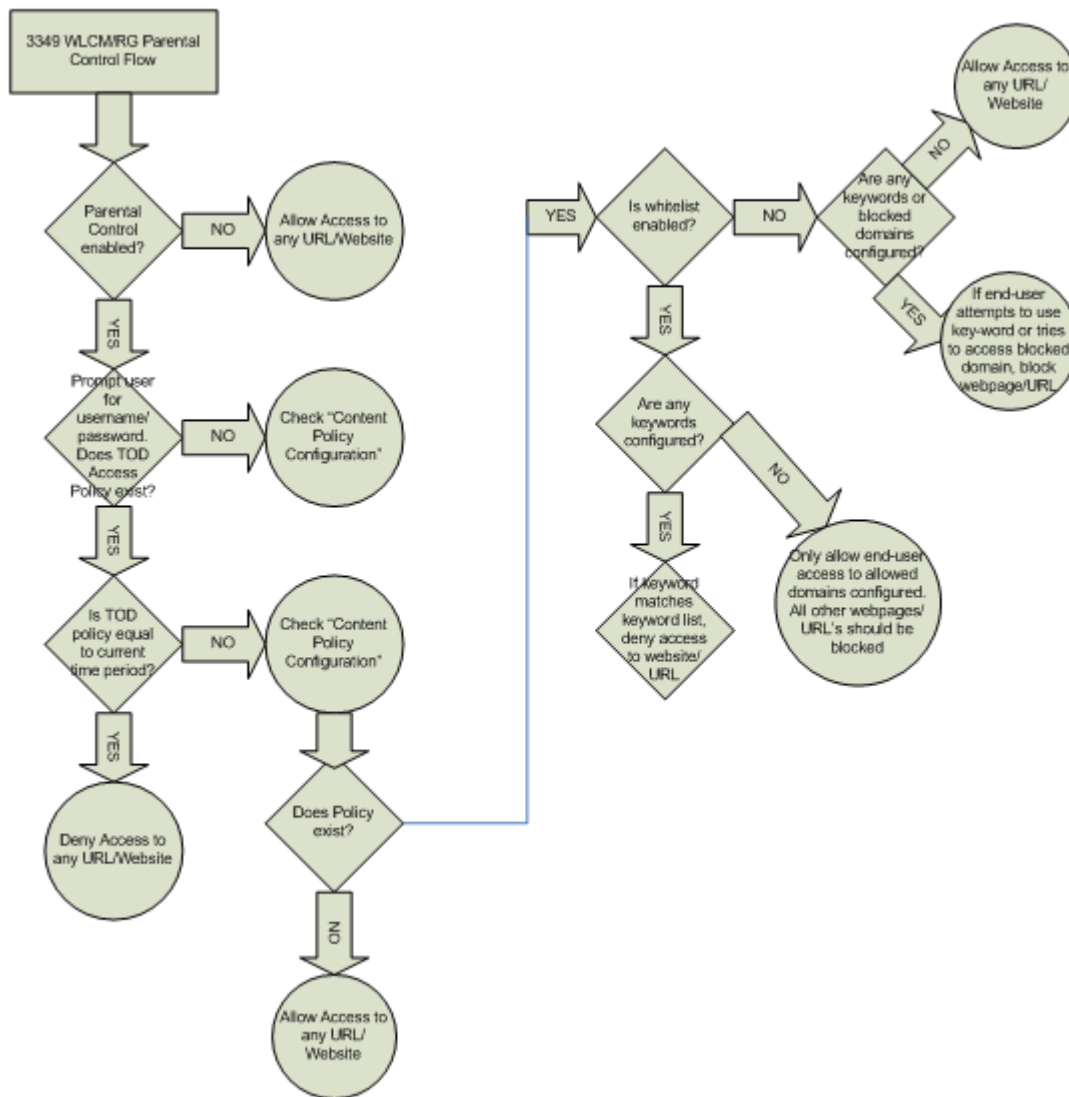 3349 WLCM/RG Parental
Control Flow
Parental
Control
enabled?
NO
Allow Access to
any URL/Website
YES
Prompt user
for
username/
password.
Does TOD
Access
Policy exist?
NO
Check "Content
Policy
Configuration"
YES
Is TOD
policy equal
to current
time period?
NO
Check "Content
Policy
Configuration"
YES
Deny Access to
any URL/Website
Does Policy
exist?
NO
Allow Access to
any URL/
Website
YES
Is whitelist
enabled?
NO
Are any
keywords or
blocked
domains
configured?
NO
Allow Access to
any URL/
Website
YES
If end-user
attempts to use
key-word or tries
to access blocked
domain, block
webpage/URL
YES
Are any
keywords
configured?
NO
Only allow end-user
access to allowed
domains configured.
All other webpages/
URL's should be
blocked
YES
If keyword
matches
keyword list,
deny access
to website/
URL